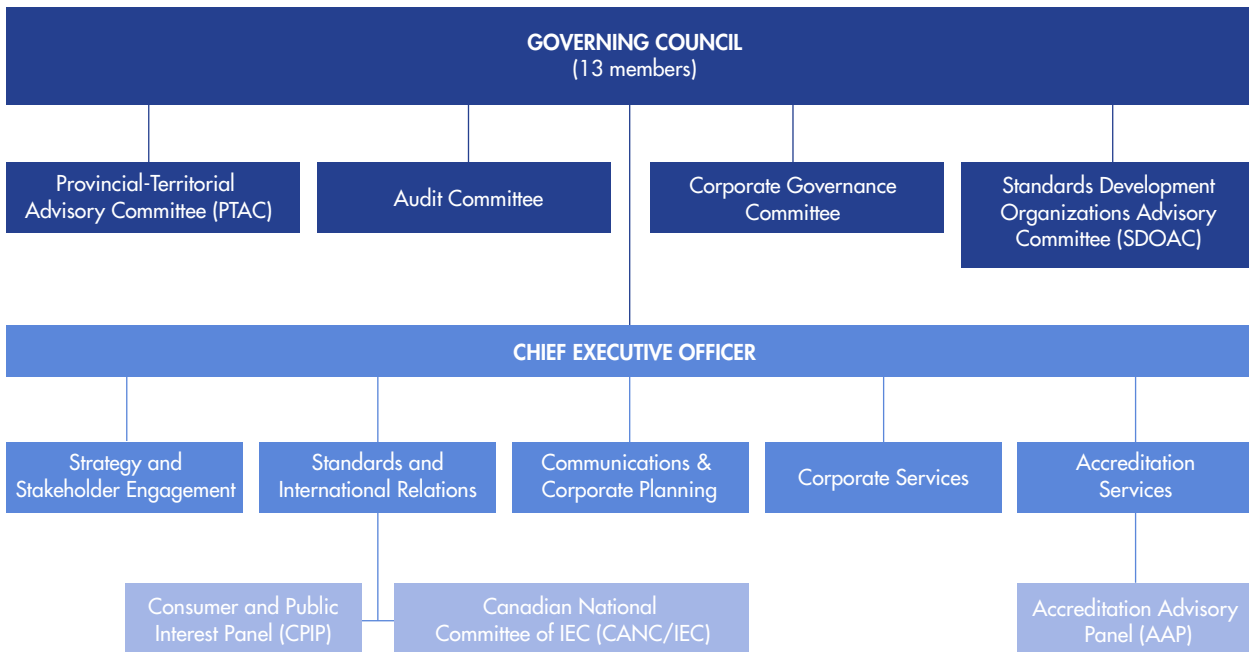 GOVERNING COUNCIL
(13 members)
Provincial-Territorial
Advisory Committee (PTAC)
Audit Committee
Corporate Governance
Committee
Standards Development
Organizations Advisory
Committee (SDOAC)
CHIEF EXECUTIVE OFFICER
Strategy and
Stakeholder Engagement
Standards and
International Relations
Communications &
Corporate Planning
Corporate Services
Accreditation
Services
Consumer and Public
Interest Panel (CPIP)
Canadian National
Committee of IEC (CANC/IEC)
Accreditation Advisory
Panel (AAP)